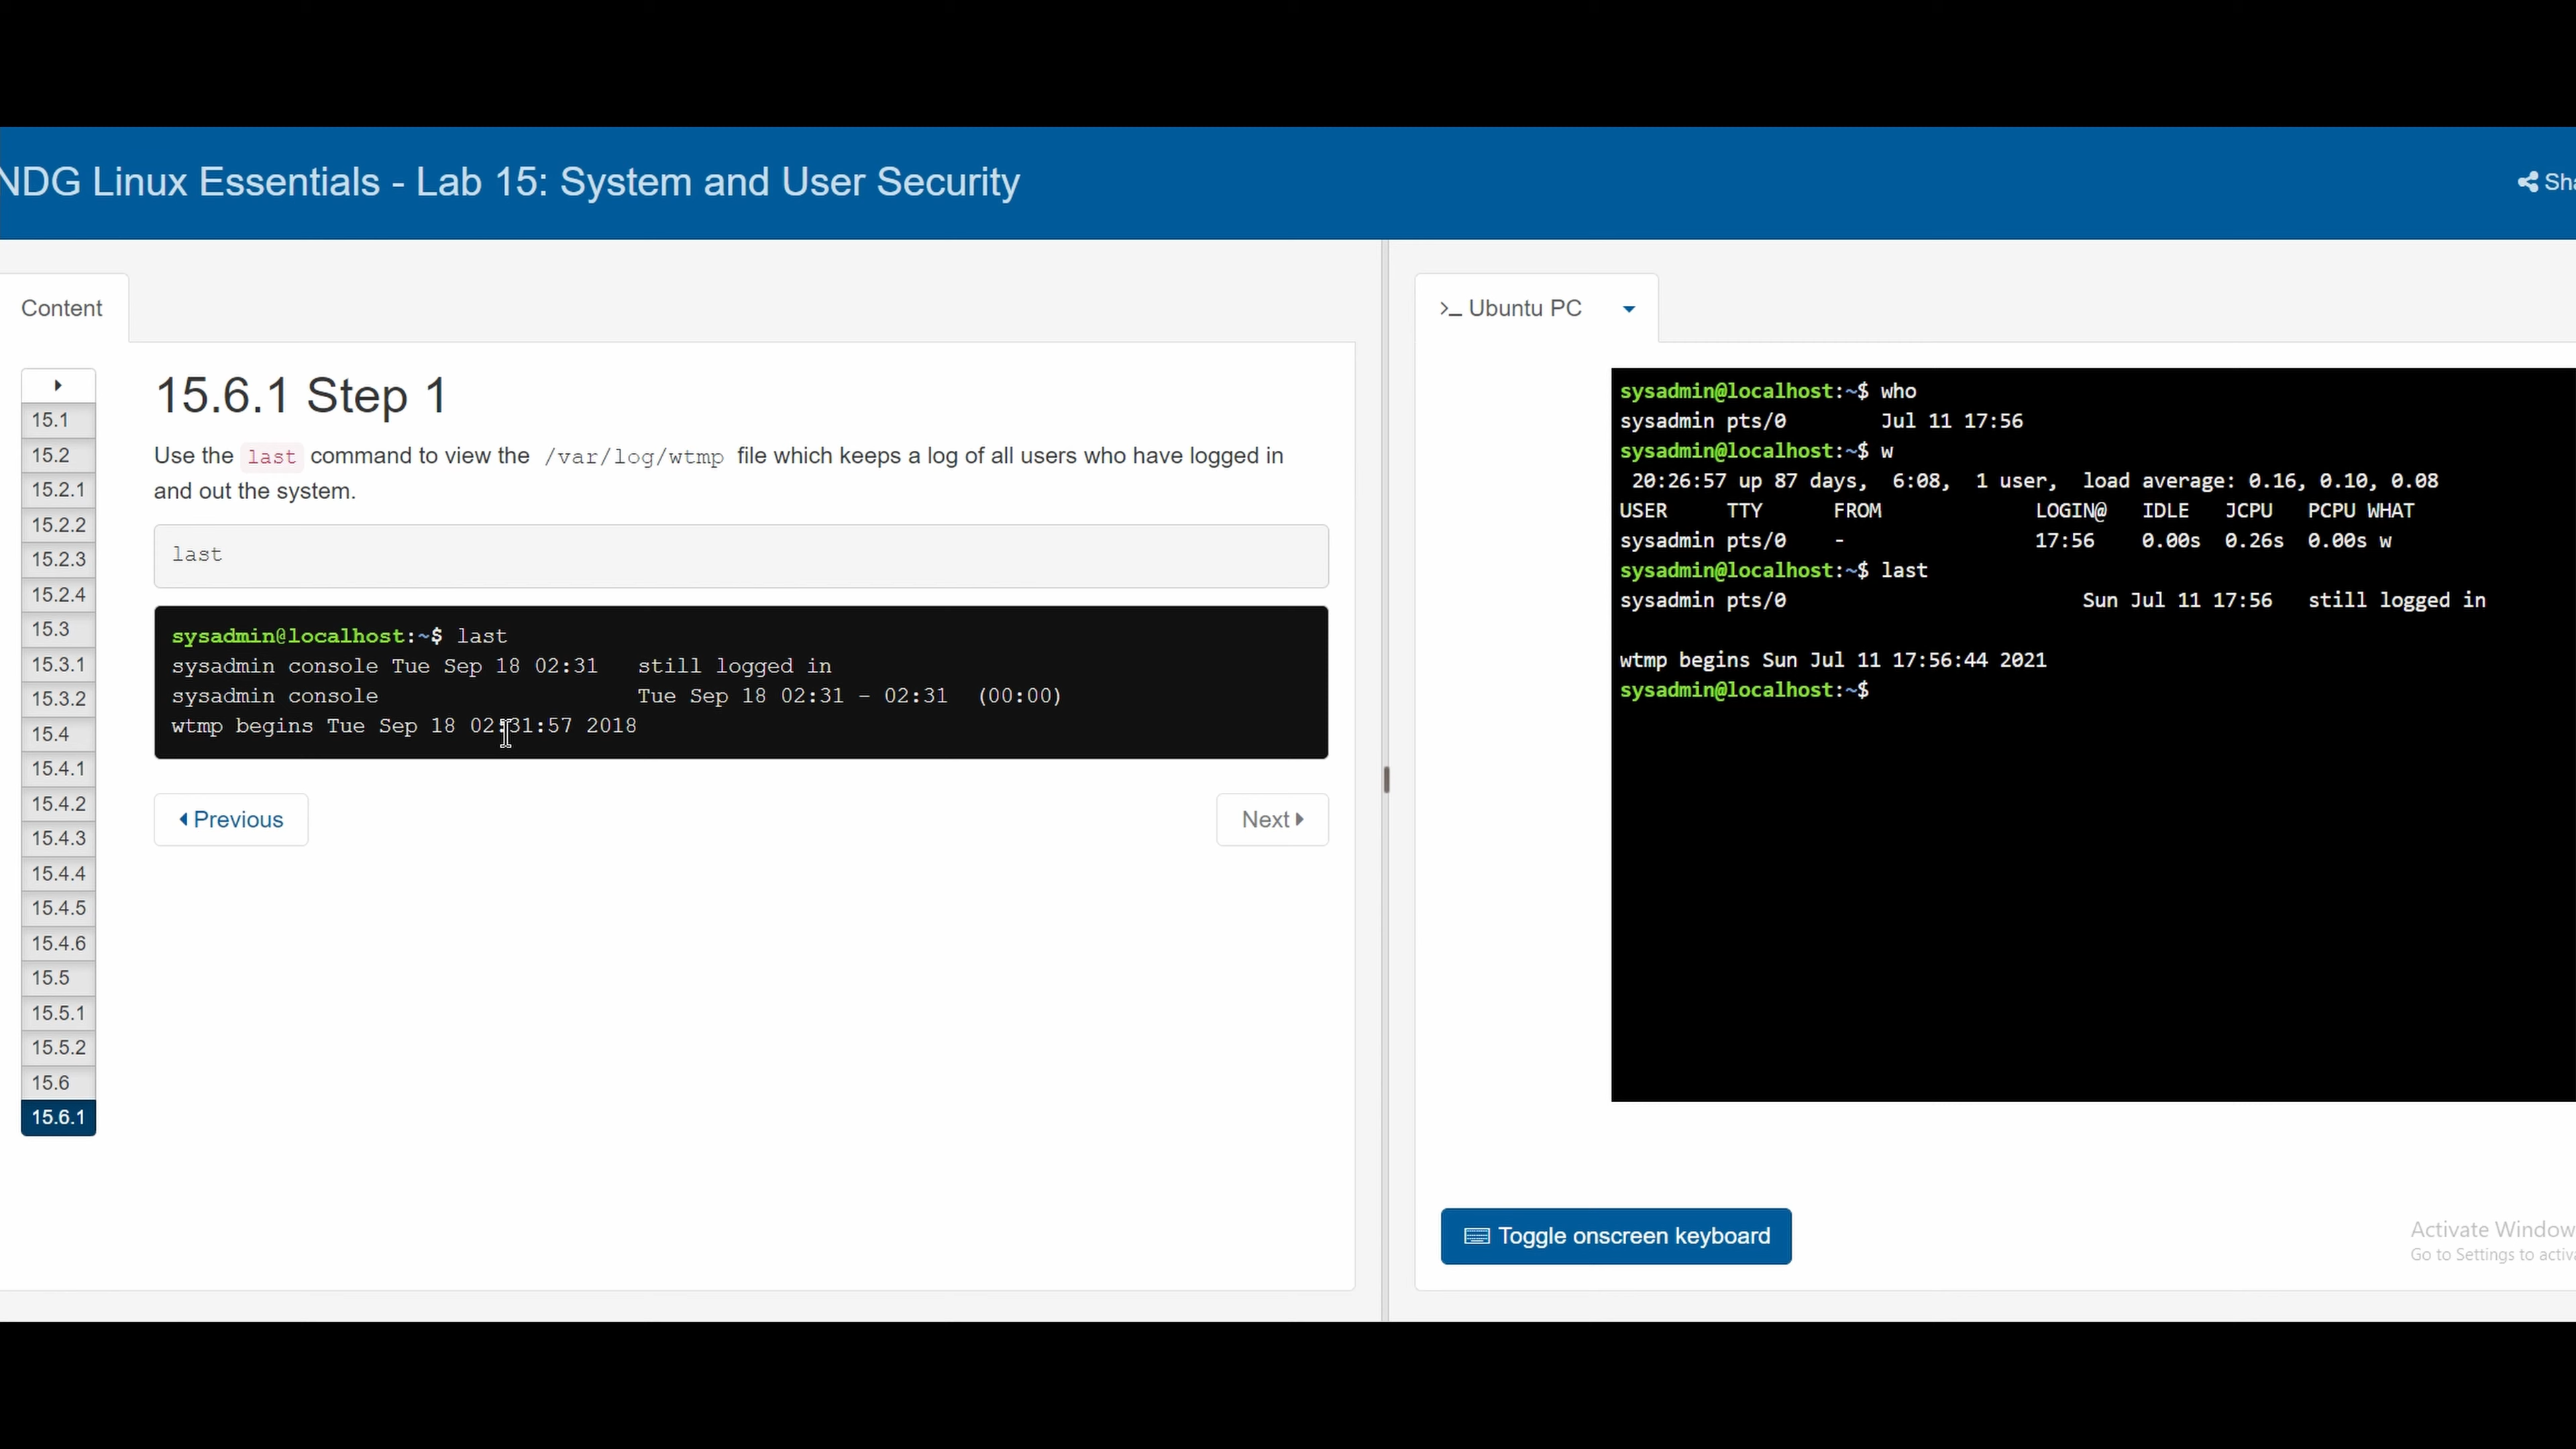 NDG Linux Essentials - Lab 15: System and User Security
Sha
Content
15.1
15.2
15.2.1
15.2.2
15.2.3
15.2.4
15.3
15.3.1
15.3.2
15.4
15.4.1
15.4.2
15.4.3
15.4.4
15.4.5
15.4.6
15.5
15.5.1
15.5.2
15.6
15.6.1
15.6.1 Step 1
Use the last command to view the /var/log/wtmp file which keeps a log of all users who have logged in
and out the system.
last
sysadmin@localhost:~$ last
sysadmin console Tue Sep 18 02:31   still logged in
sysadmin console                    Tue Sep 18 02:31 - 02:31  (00:00)
wtmp begins Tue Sep 18 02:31:57 2018
Previous
Next
>_ Ubuntu PC
sysadmin@localhost:~$ who
sysadmin pts/0        Jul 11 17:56
sysadmin@localhost:~$ w
 20:26:57 up 87 days,  6:08,  1 user,  load average: 0.16, 0.10, 0.08
USER     TTY      FROM             LOGIN@   IDLE   JCPU   PCPU WHAT
sysadmin pts/0    -                17:56    0.00s  0.26s  0.00s w
sysadmin@localhost:~$ last
sysadmin pts/0                         Sun Jul 11 17:56   still logged in
wtmp begins Sun Jul 11 17:56:44 2021
sysadmin@localhost:~$
Toggle onscreen keyboard
Activate Window
Go to Settings to activa